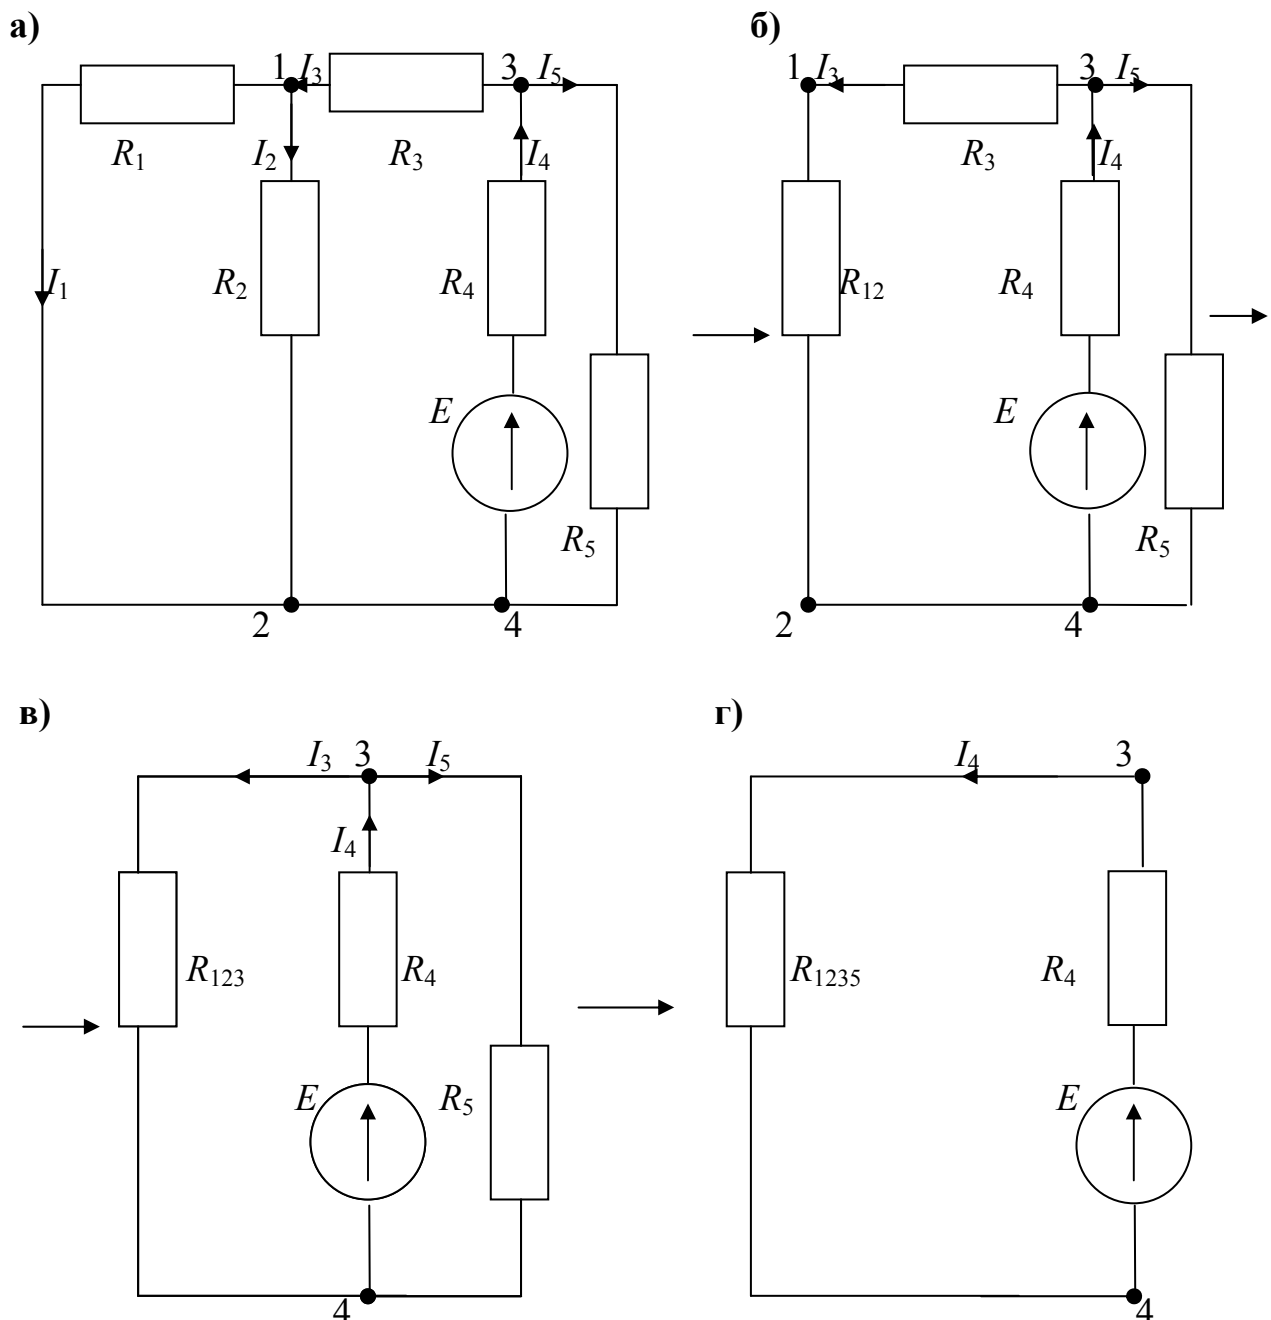 а) б)
1 I3 3 I5
1 I3 3 I5
R1 I2 R3 I4
R3 I4
I1 R2 R4
R12 R4
E R5
E R5
2 4
2 4
в) г)
I3 3 I5
I4 3
I4
R123 R4
R1235 R4
E R5
E
4
4